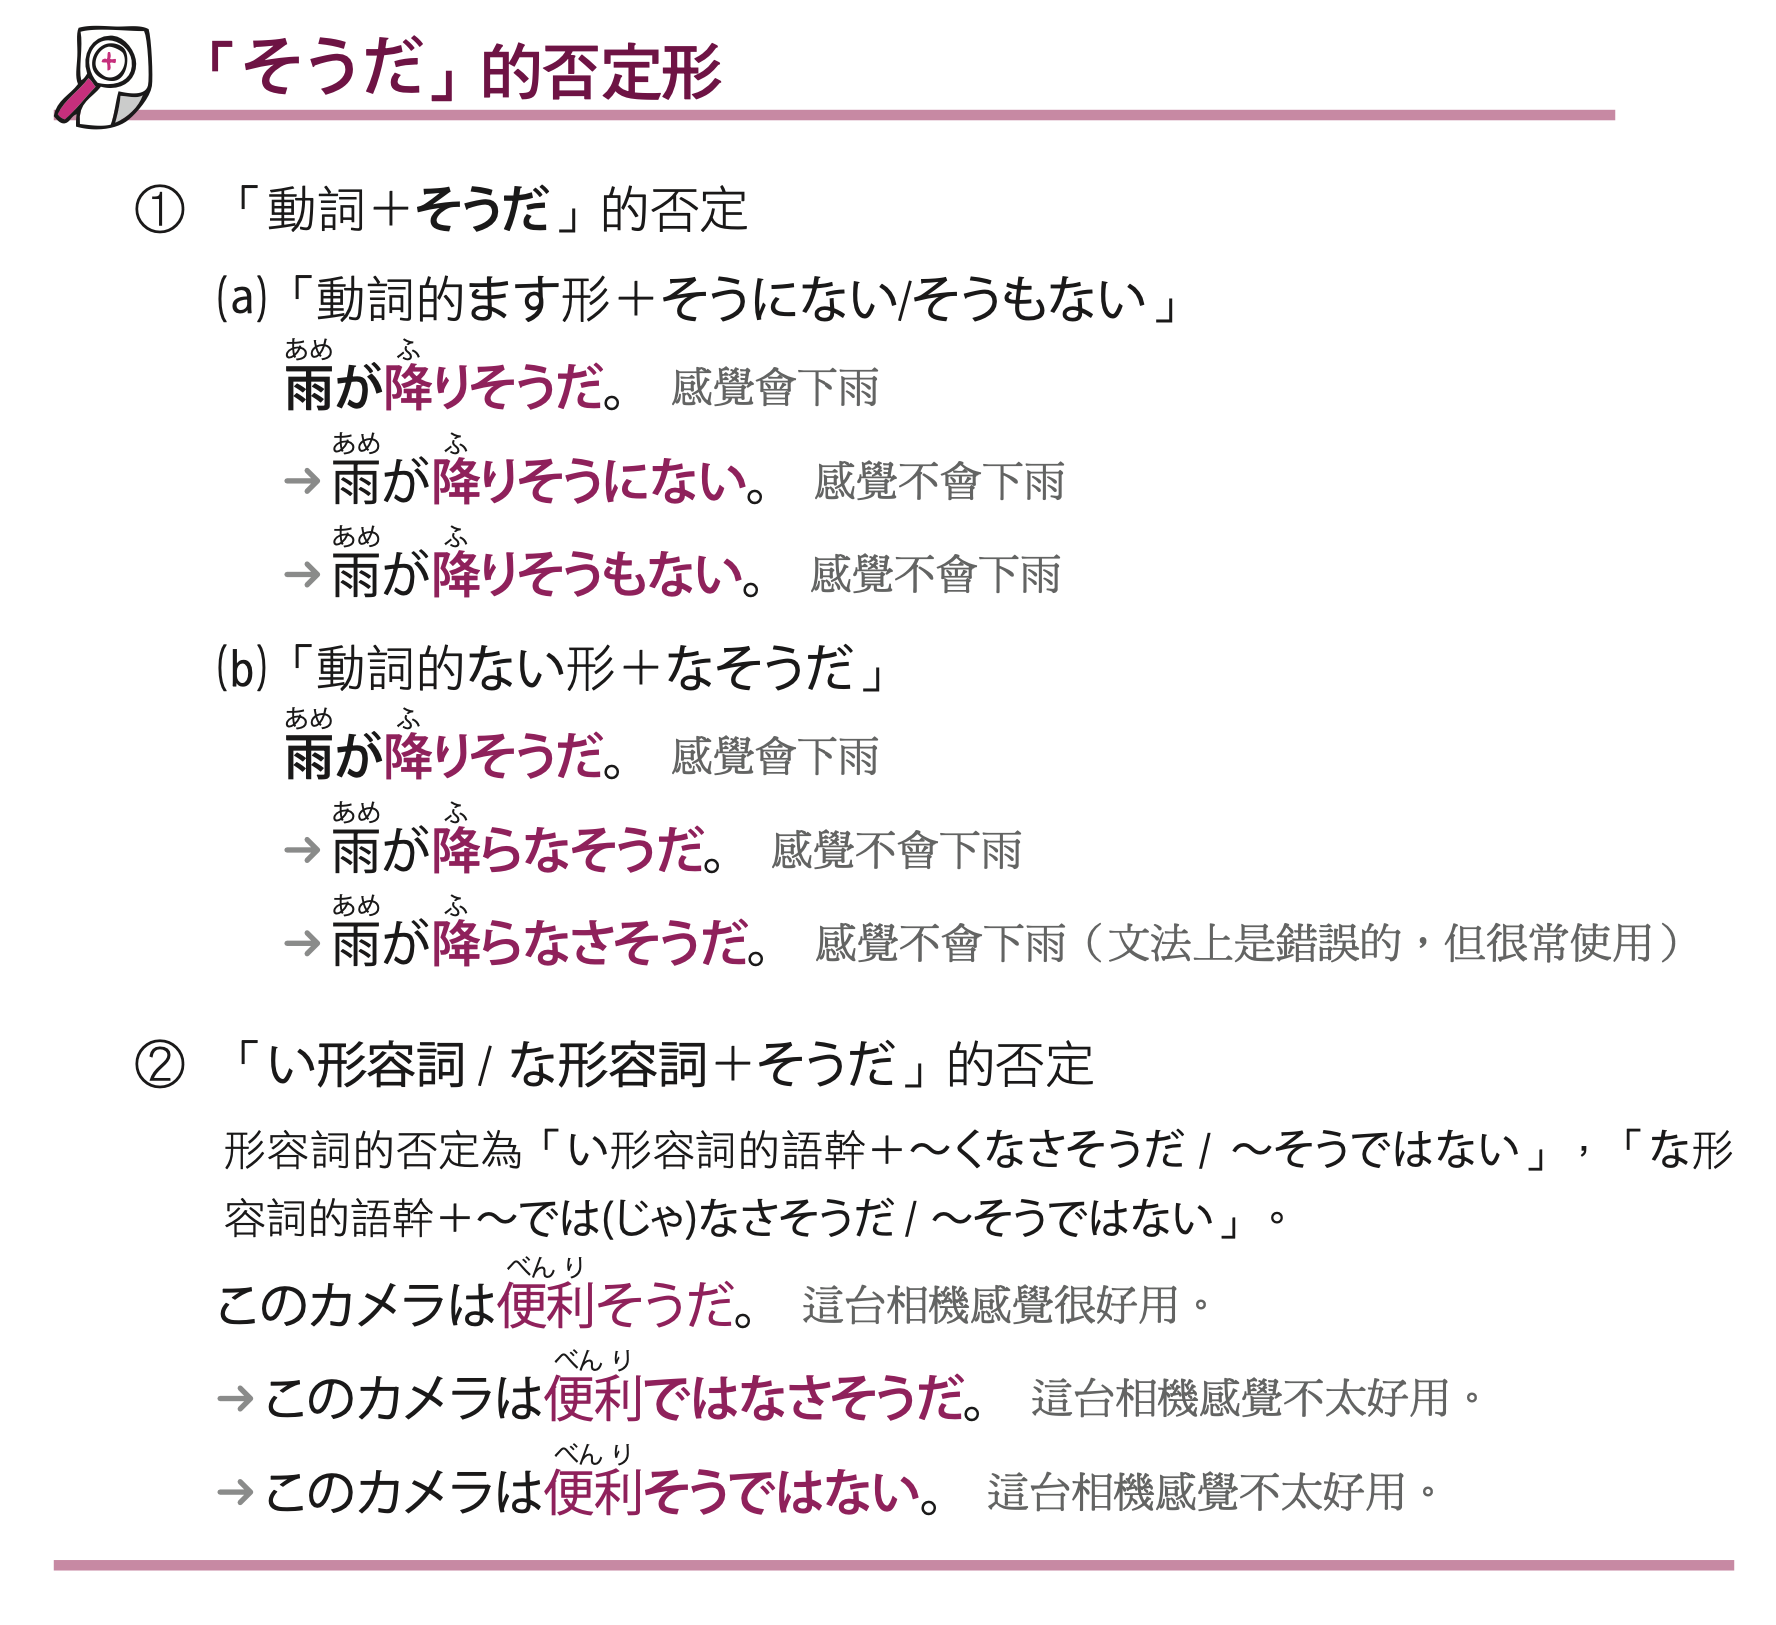 「そうだ」的否定形
① 「動詞＋そうだ」的否定
(a)「動詞的ます形＋そうにない/そうもない」
あめ ふ
雨が降りそうだ。 感覺會下雨
あめ ふ
→雨が降りそうにない。 感覺不會下雨
あめ ふ
→雨が降りそうもない。 感覺不會下雨
(b)「動詞的ない形＋なそうだ」
あめ ふ
雨が降りそうだ。 感覺會下雨
あめ ふ
→雨が降らなそうだ。 感覺不會下雨
あめ ふ
→雨が降らなさそうだ。 感覺不會下雨（文法上是錯誤的，但很常使用）
② 「い形容詞 / な形容詞＋そうだ」的否定
形容詞的否定為「い形容詞的語幹＋～くなさそうだ / ～そうではない」，「な形
容詞的語幹＋～では(じゃ)なさそうだ / ～そうではない」。
べん り
このカメラは便利そうだ。 這台相機感覺很好用。
べん り
→このカメラは便利ではなさそうだ。 這台相機感覺不太好用。
べん り
→このカメラは便利そうではない。 這台相機感覺不太好用。